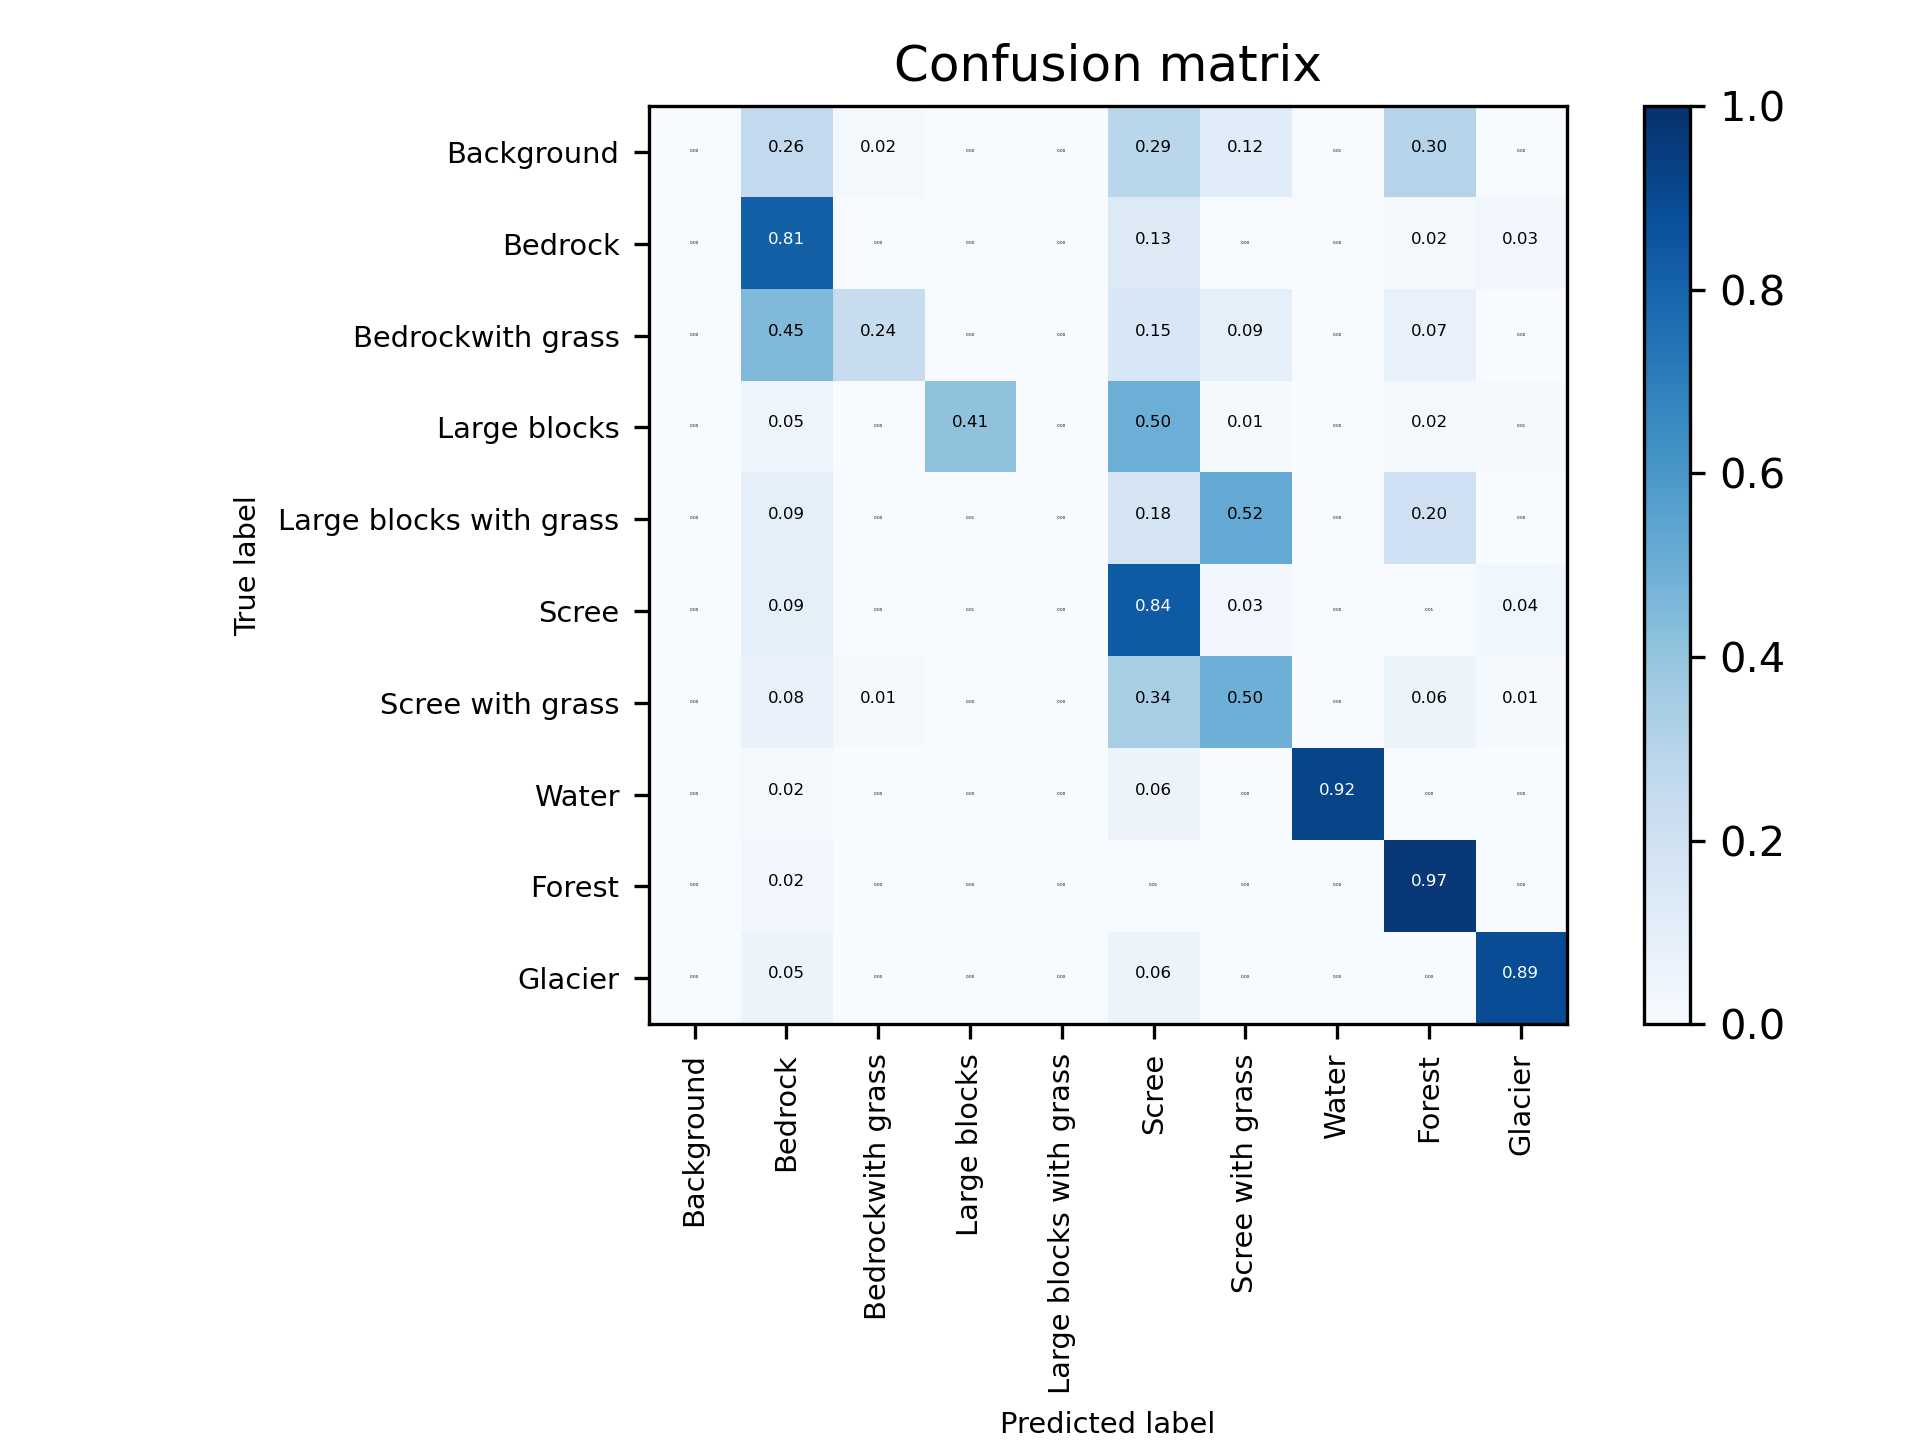 Confusion matrix
Background 0.26 0.02 0.29 0.12 0.30
Bedrock 0.81 0.13 0.02 0.03
Bedrockwith grass 0.45 0.24 0.15 0.09 0.07
Large blocks 0.05 0.41 0.50 0.01 0.02
Large blocks with grass 0.09 0.18 0.52 0.20
Scree 0.09 0.84 0.03 0.04
Scree with grass 0.08 0.01 0.34 0.50 0.06 0.01
Water 0.02 0.06 0.92
Forest 0.02 0.97
Glacier 0.05 0.06 0.89
True label
Background
Bedrock
Bedrockwith grass
Large blocks
Large blocks with grass
Scree
Scree with grass
Water
Forest
Glacier
Predicted label
1.0
0.8
0.6
0.4
0.2
0.0